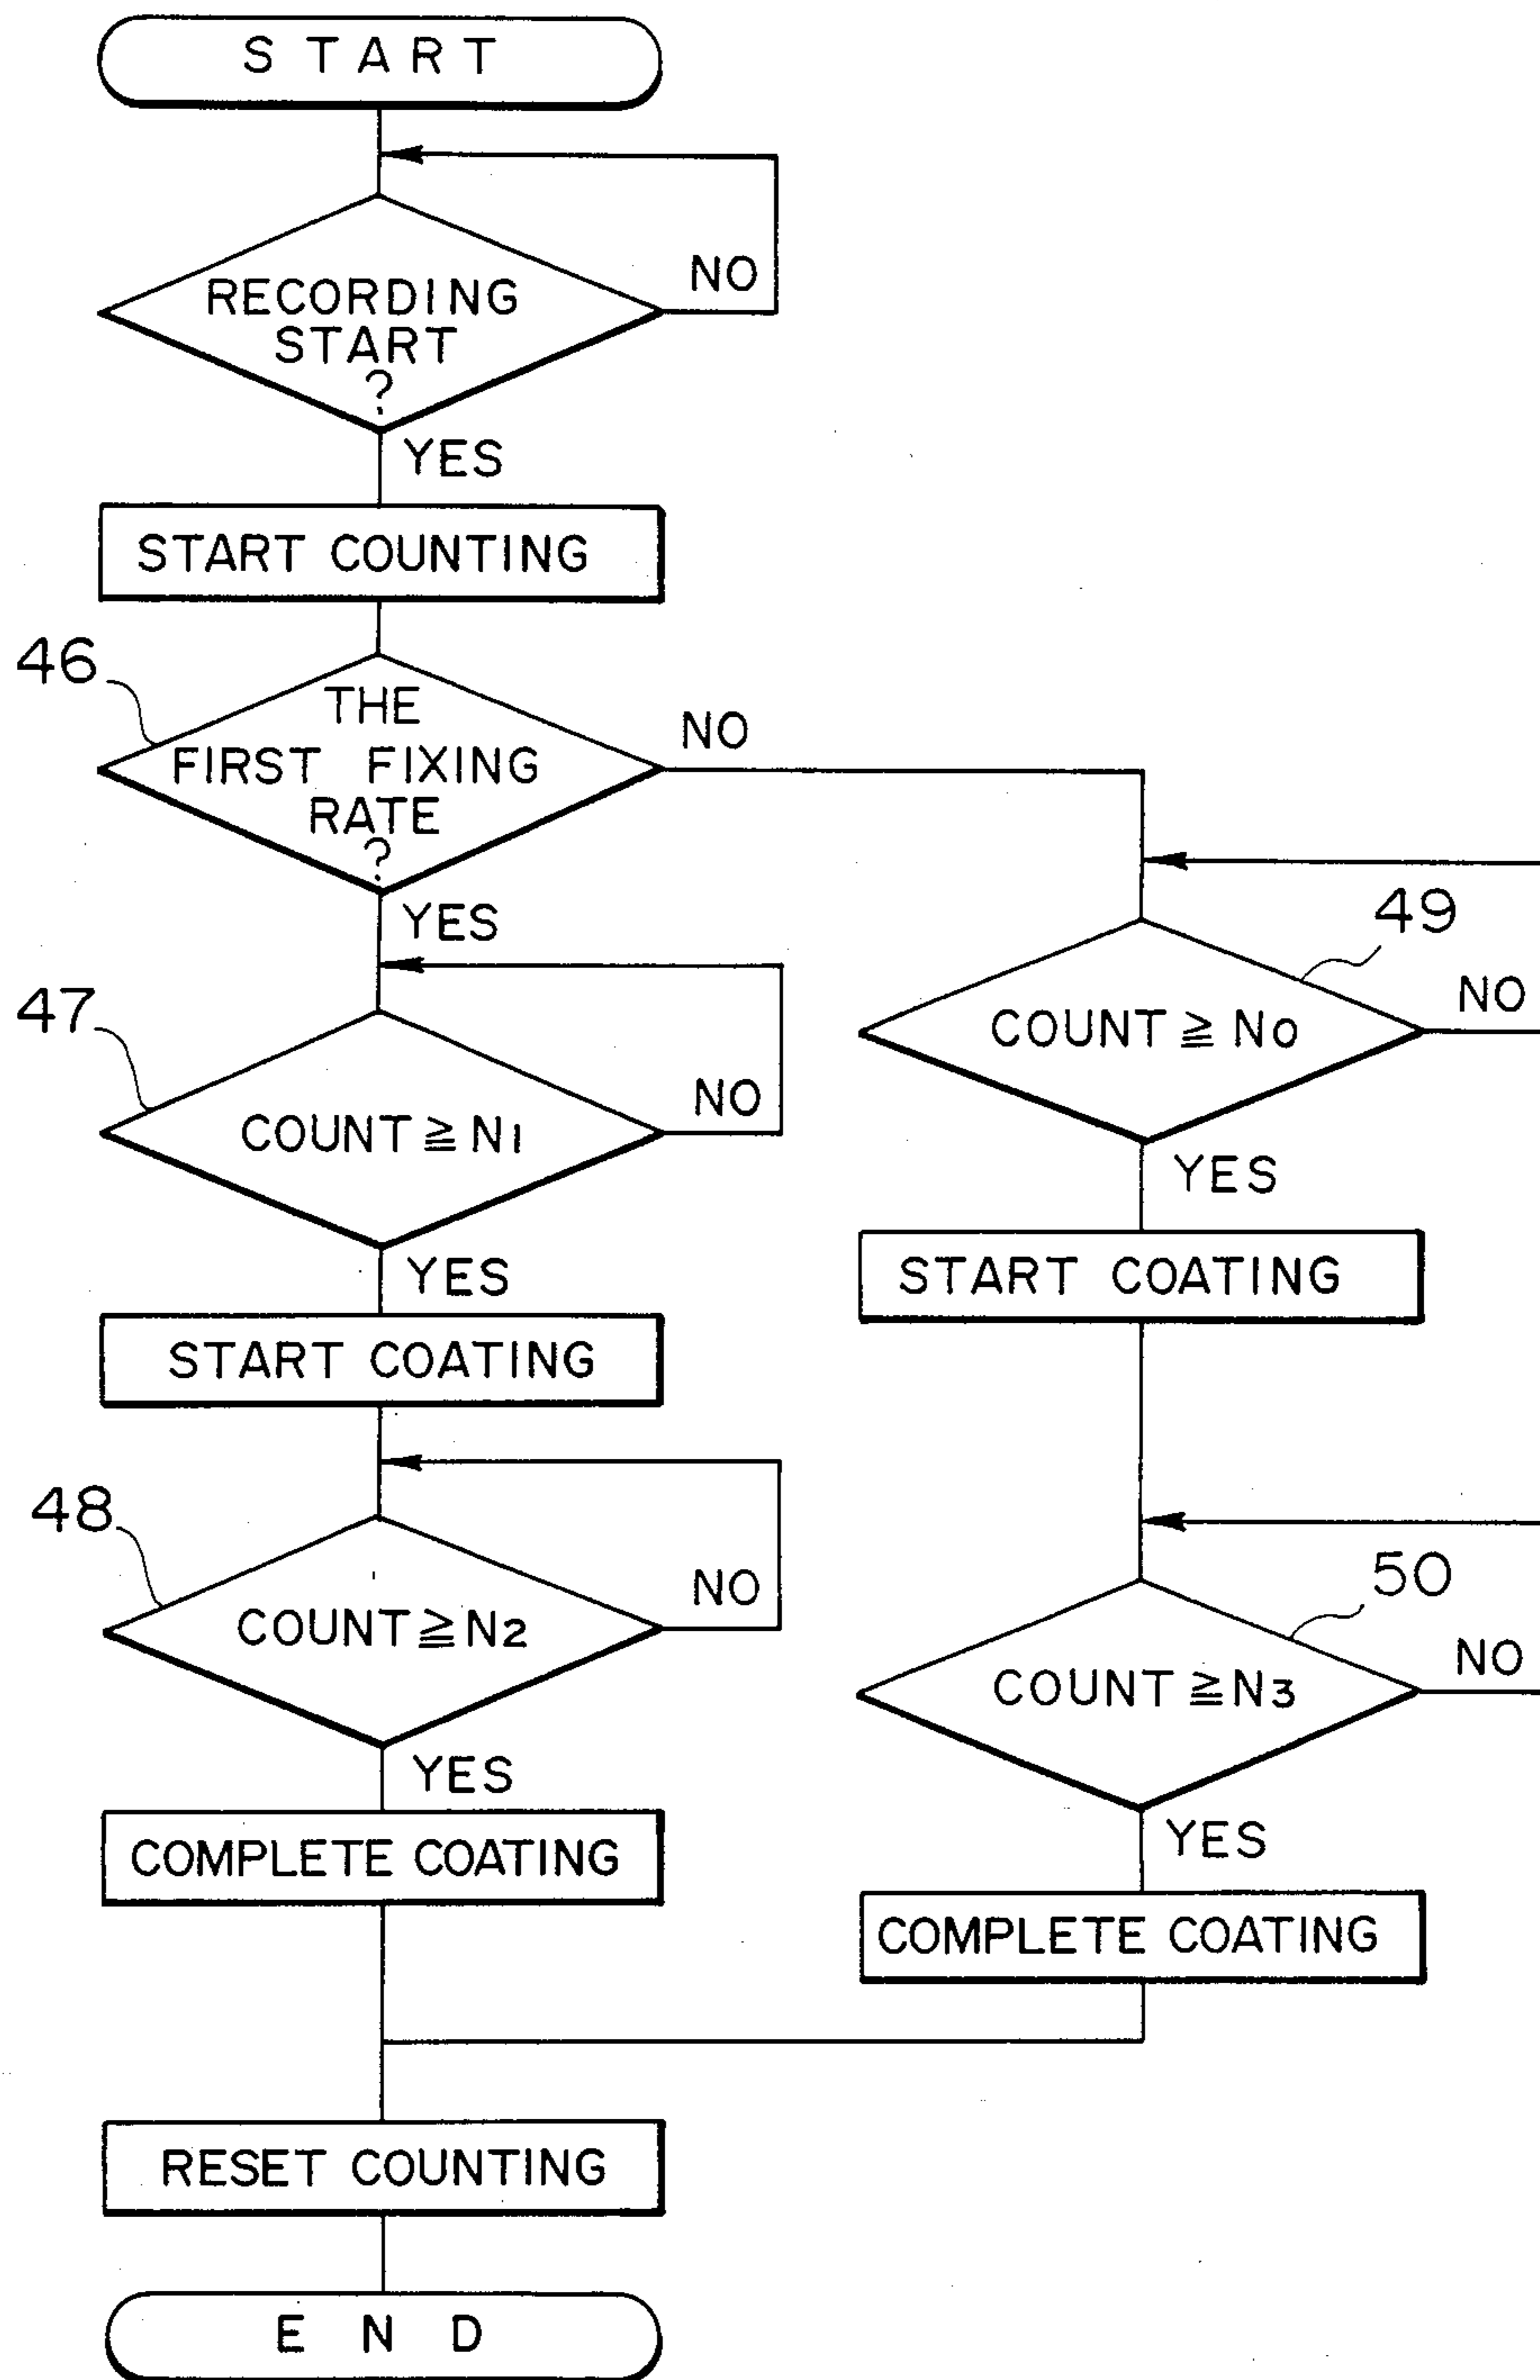 START
RECORDING
START
?
NO
YES
START COUNTING
46
THE
FIRST FIXING
RATE
?
NO
YES
47
COUNT ≧ N1
NO
YES
START COATING
48
COUNT ≧ N2
NO
YES
COMPLETE COATING
49
COUNT ≧ N0
NO
YES
START COATING
50
COUNT ≧ N3
NO
YES
COMPLETE COATING
RESET COUNTING
END